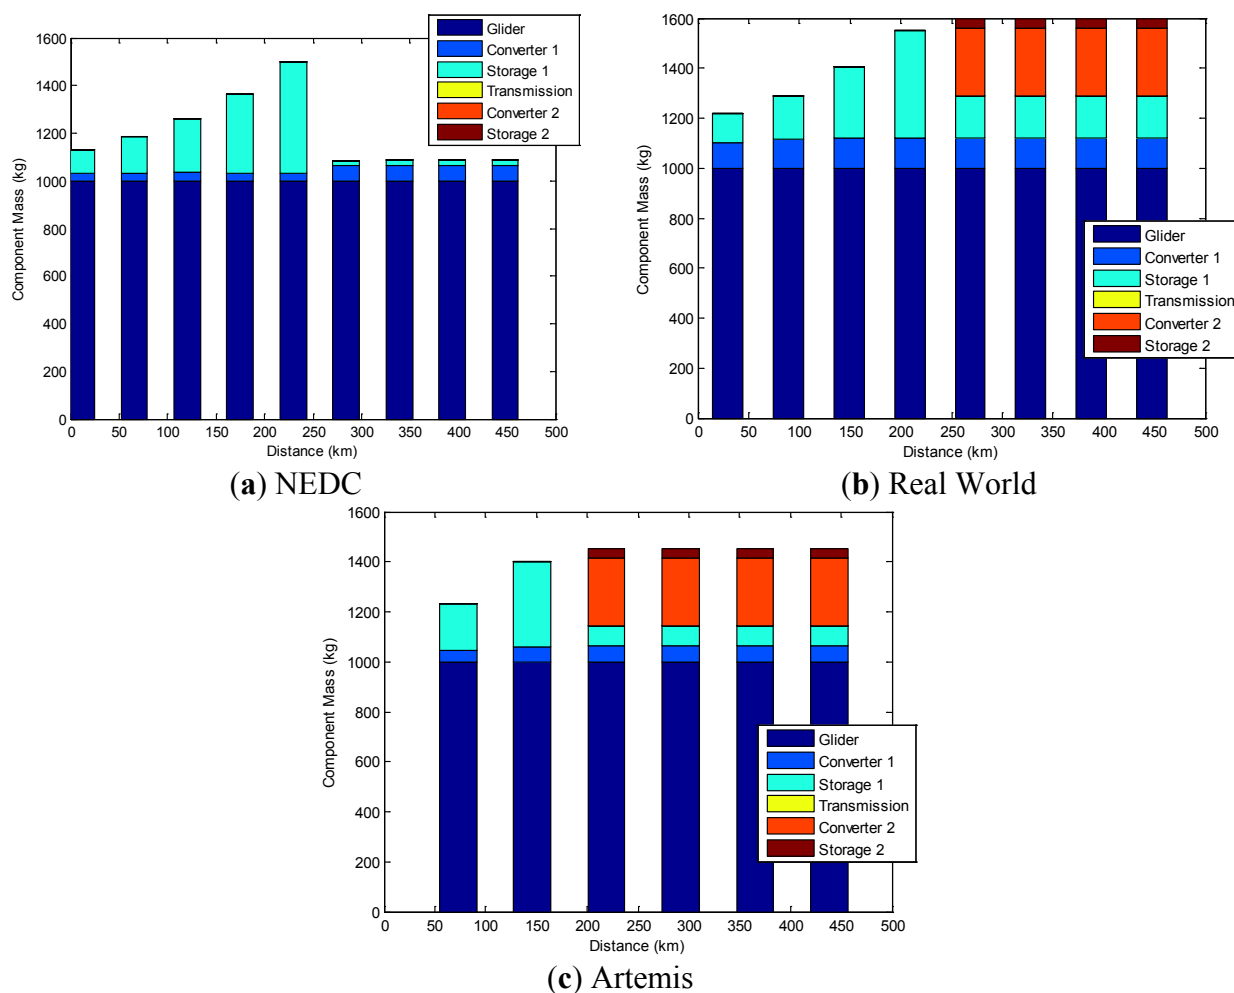 1600
1400
1200
1000
800
600
400
200
0
Component Mass (kg)
0 50 100 150 200 250 300 350 400 450 500
Distance (km)
Glider
Converter 1
Storage 1
Transmission
Converter 2
Storage 2
(a) NEDC
1600
1400
1200
1000
800
600
400
200
0
Component Mass (kg)
0 50 100 150 200 250 300 350 400 450 500
Distance (km)
Glider
Converter 1
Storage 1
Transmission
Converter 2
Storage 2
(b) Real World
1600
1400
1200
1000
800
600
400
200
0
Component Mass (kg)
0 50 100 150 200 250 300 350 400 450 500
Distance (km)
Glider
Converter 1
Storage 1
Transmission
Converter 2
Storage 2
(c) Artemis